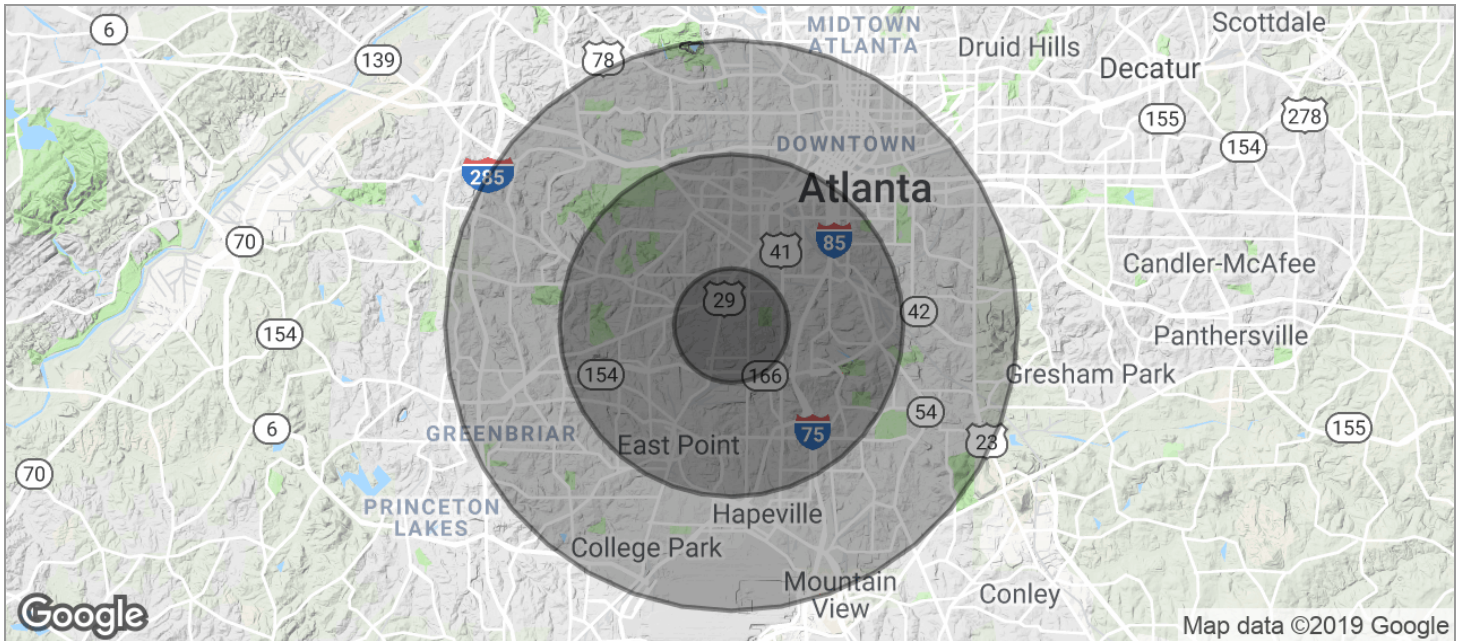 MIDTOWN
ATLANTA
Scottdale
6
139
78
Druid Hills
Decatur
278
155
154
DOWNTOWN
285
Atlanta
70
41
85
Candler-McAfee
29
42
154
Panthersville
154
166
Gresham Park
54
6
GREENBRIAR
75
23
155
East Point
70
PRINCETON
LAKES
Hapeville
College Park
Mountain
View
Conley
Google
Map data ©2019 Google